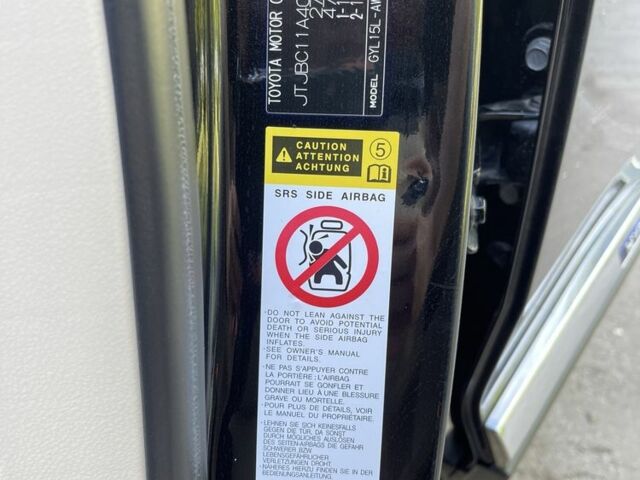 TOYOTA MOTOR
JTJBC11A4
MODEL GYL15L-AW
CAUTION
ATTENTION
ACHTUNG
5
SRS SIDE AIRBAG
·DO NOT LEAN AGAINST THE
DOOR TO AVOID POTENTIAL
DEATH OR SERIOUS INJURY
WHEN THE SIDE AIRBAG
INFLATES.
·SEE OWNER'S MANUAL
FOR DETAILS.
·NE PAS S'APPUYER CONTRE
LA PORTIÈRE; L'AIRBAG
POURRAIT SE GONFLER ET
DONNER LIEU À UNE BLESSURE
GRAVE OU MORTELLE.
·POUR PLUS DE DÉTAILS, VOIR
LE MANUEL DU PROPRIÉTAIRE.
·LEHNEN SIE SICH KEINESFALLS
GEGEN DIE TÜR, DA SONST
DURCH MÖGLICHES AUSLÖSEN
DES SEITEN-AIRBAGS DIE GEFAHR
SCHWERER BZW.
LEBENSGEFÄHRLICHER
VERLETZUNGEN DROHT.
·NÄHERES HIERZU FINDEN SIE IN DER
BEDIENUNGSANLEITUNG.